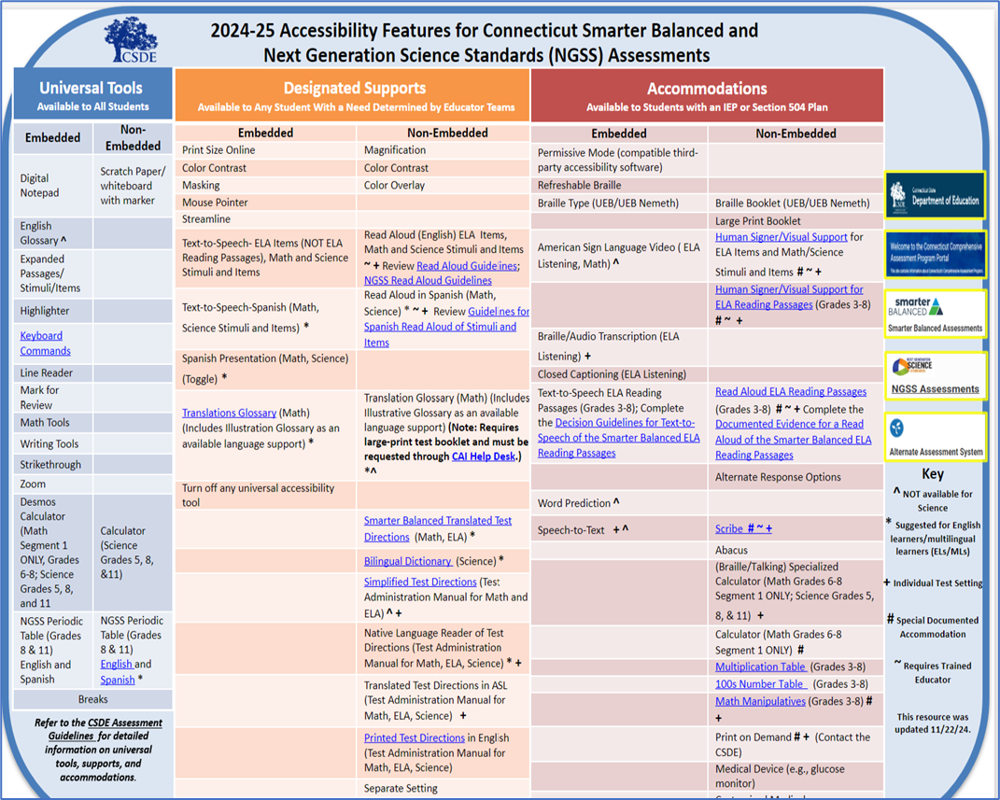 CSDE
2024-25 Accessibility Features for Connecticut Smarter Balanced and
Next Generation Science Standards (NGSS) Assessments
Universal Tools
Available to All Students
Embedded
Non-
Embedded
Digital
Notepad
Scratch Paper/
whiteboard
with marker
English
Glossary ^
Expanded
Passages/
Stimuli/Items
Highlighter
Keyboard
Commands
Line Reader
Mark for
Review
Math Tools
Writing Tools
Strikethrough
Zoom
Desmos
Calculator
(Math
Segment 1
ONLY, Grades
6-8; Science
Grades 5, 8,
and 11
Calculator
(Science
Grades 5, 8,
&11)
NGSS Periodic
Table (Grades
8 & 11)
English and
Spanish
NGSS Periodic
Table (Grades
8 & 11)
English and
Spanish *
Breaks
Refer to the CSDE Assessment
Guidelines for detailed
information on universal
tools, supports, and
accommodations.
Designated Supports
Available to Any Student With a Need Determined by Educator Teams
Embedded
Non-Embedded
Print Size Online
Magnification
Color Contrast
Color Contrast
Masking
Color Overlay
Mouse Pointer
Streamline
Text-to-Speech- ELA Items (NOT ELA
Reading Passages), Math and Science
Stimuli and Items
Read Aloud (English) ELA Items,
Math and Science Stimuli and Items
~ + Review Read Aloud Guidelines;
NGSS Read Aloud Guidelines
Text-to-Speech-Spanish (Math,
Science Stimuli and Items) *
Read Aloud in Spanish (Math,
Science) * ~ + Review Guidelines for
Spanish Read Aloud of Stimuli and
Items
Spanish Presentation (Math, Science)
(Toggle) *
Translations Glossary (Math)
(Includes Illustration Glossary as an
available language support) *
Translation Glossary (Math) (Includes
Illustrative Glossary as an available
language support) (Note: Requires
large-print test booklet and must be
requested through CAI Help Desk.)
*^
Turn off any universal accessibility
tool
Smarter Balanced Translated Test
Directions (Math, ELA) *
Bilingual Dictionary (Science) *
Simplified Test Directions (Test
Administration Manual for Math and
ELA) ^ +
Native Language Reader of Test
Directions (Test Administration
Manual for Math, ELA, Science) * +
Translated Test Directions in ASL
(Test Administration Manual for
Math, ELA, Science) +
Printed Test Directions in English
(Test Administration Manual for
Math, ELA, Science)
Separate Setting
Accommodations
Available to Students with an IEP or Section 504 Plan
Embedded
Non-Embedded
Permissive Mode (compatible third-
party accessibility software)
Refreshable Braille
Braille Type (UEB/UEB Nemeth)
Braille Booklet (UEB/UEB Nemeth)
Large Print Booklet
American Sign Language Video ( ELA
Listening, Math) ^
Human Signer/Visual Support for
ELA Items and Math/Science
Stimuli and Items # ~ +
Human Signer/Visual Support for
ELA Reading Passages (Grades 3-8)
# ~ +
Braille/Audio Transcription (ELA
Listening) +
Closed Captioning (ELA Listening)
Text-to-Speech ELA Reading
Passages (Grades 3-8); Complete
the Decision Guidelines for Text-to-
Speech of the Smarter Balanced ELA
Reading Passages
Read Aloud ELA Reading Passages
(Grades 3-8) # ~ + Complete the
Documented Evidence for a Read
Aloud of the Smarter Balanced ELA
Reading Passages
Alternate Response Options
Word Prediction ^
Speech-to-Text + ^
Scribe # ~ +
Abacus
(Braille/Talking) Specialized
Calculator (Math Grades 6-8
Segment 1 ONLY; Science Grades 5,
8, & 11) +
Calculator (Math Grades 6-8
Segment 1 ONLY) #
Multiplication Table (Grades 3-8)
100s Number Table (Grades 3-8)
Math Manipulatives (Grades 3-8) #
+
Print on Demand # + (Contact the
CSDE)
Medical Device (e.g., glucose
monitor)
Connecticut State
Department of Education
Welcome to the Connecticut Comprehensive
Assessment Program Portal
smarter
BALANCED
Smarter Balanced Assessments
NEXT GENERATION
SCIENCE
NGSS Assessments
Alternate Assessment System
Key
^ NOT available for
Science
* Suggested for English
learners/multilingual
learners (ELs/MLs)
+ Individual Test Setting
# Special Documented
Accommodation
~ Requires Trained
Educator
This resource was
updated 11/22/24.